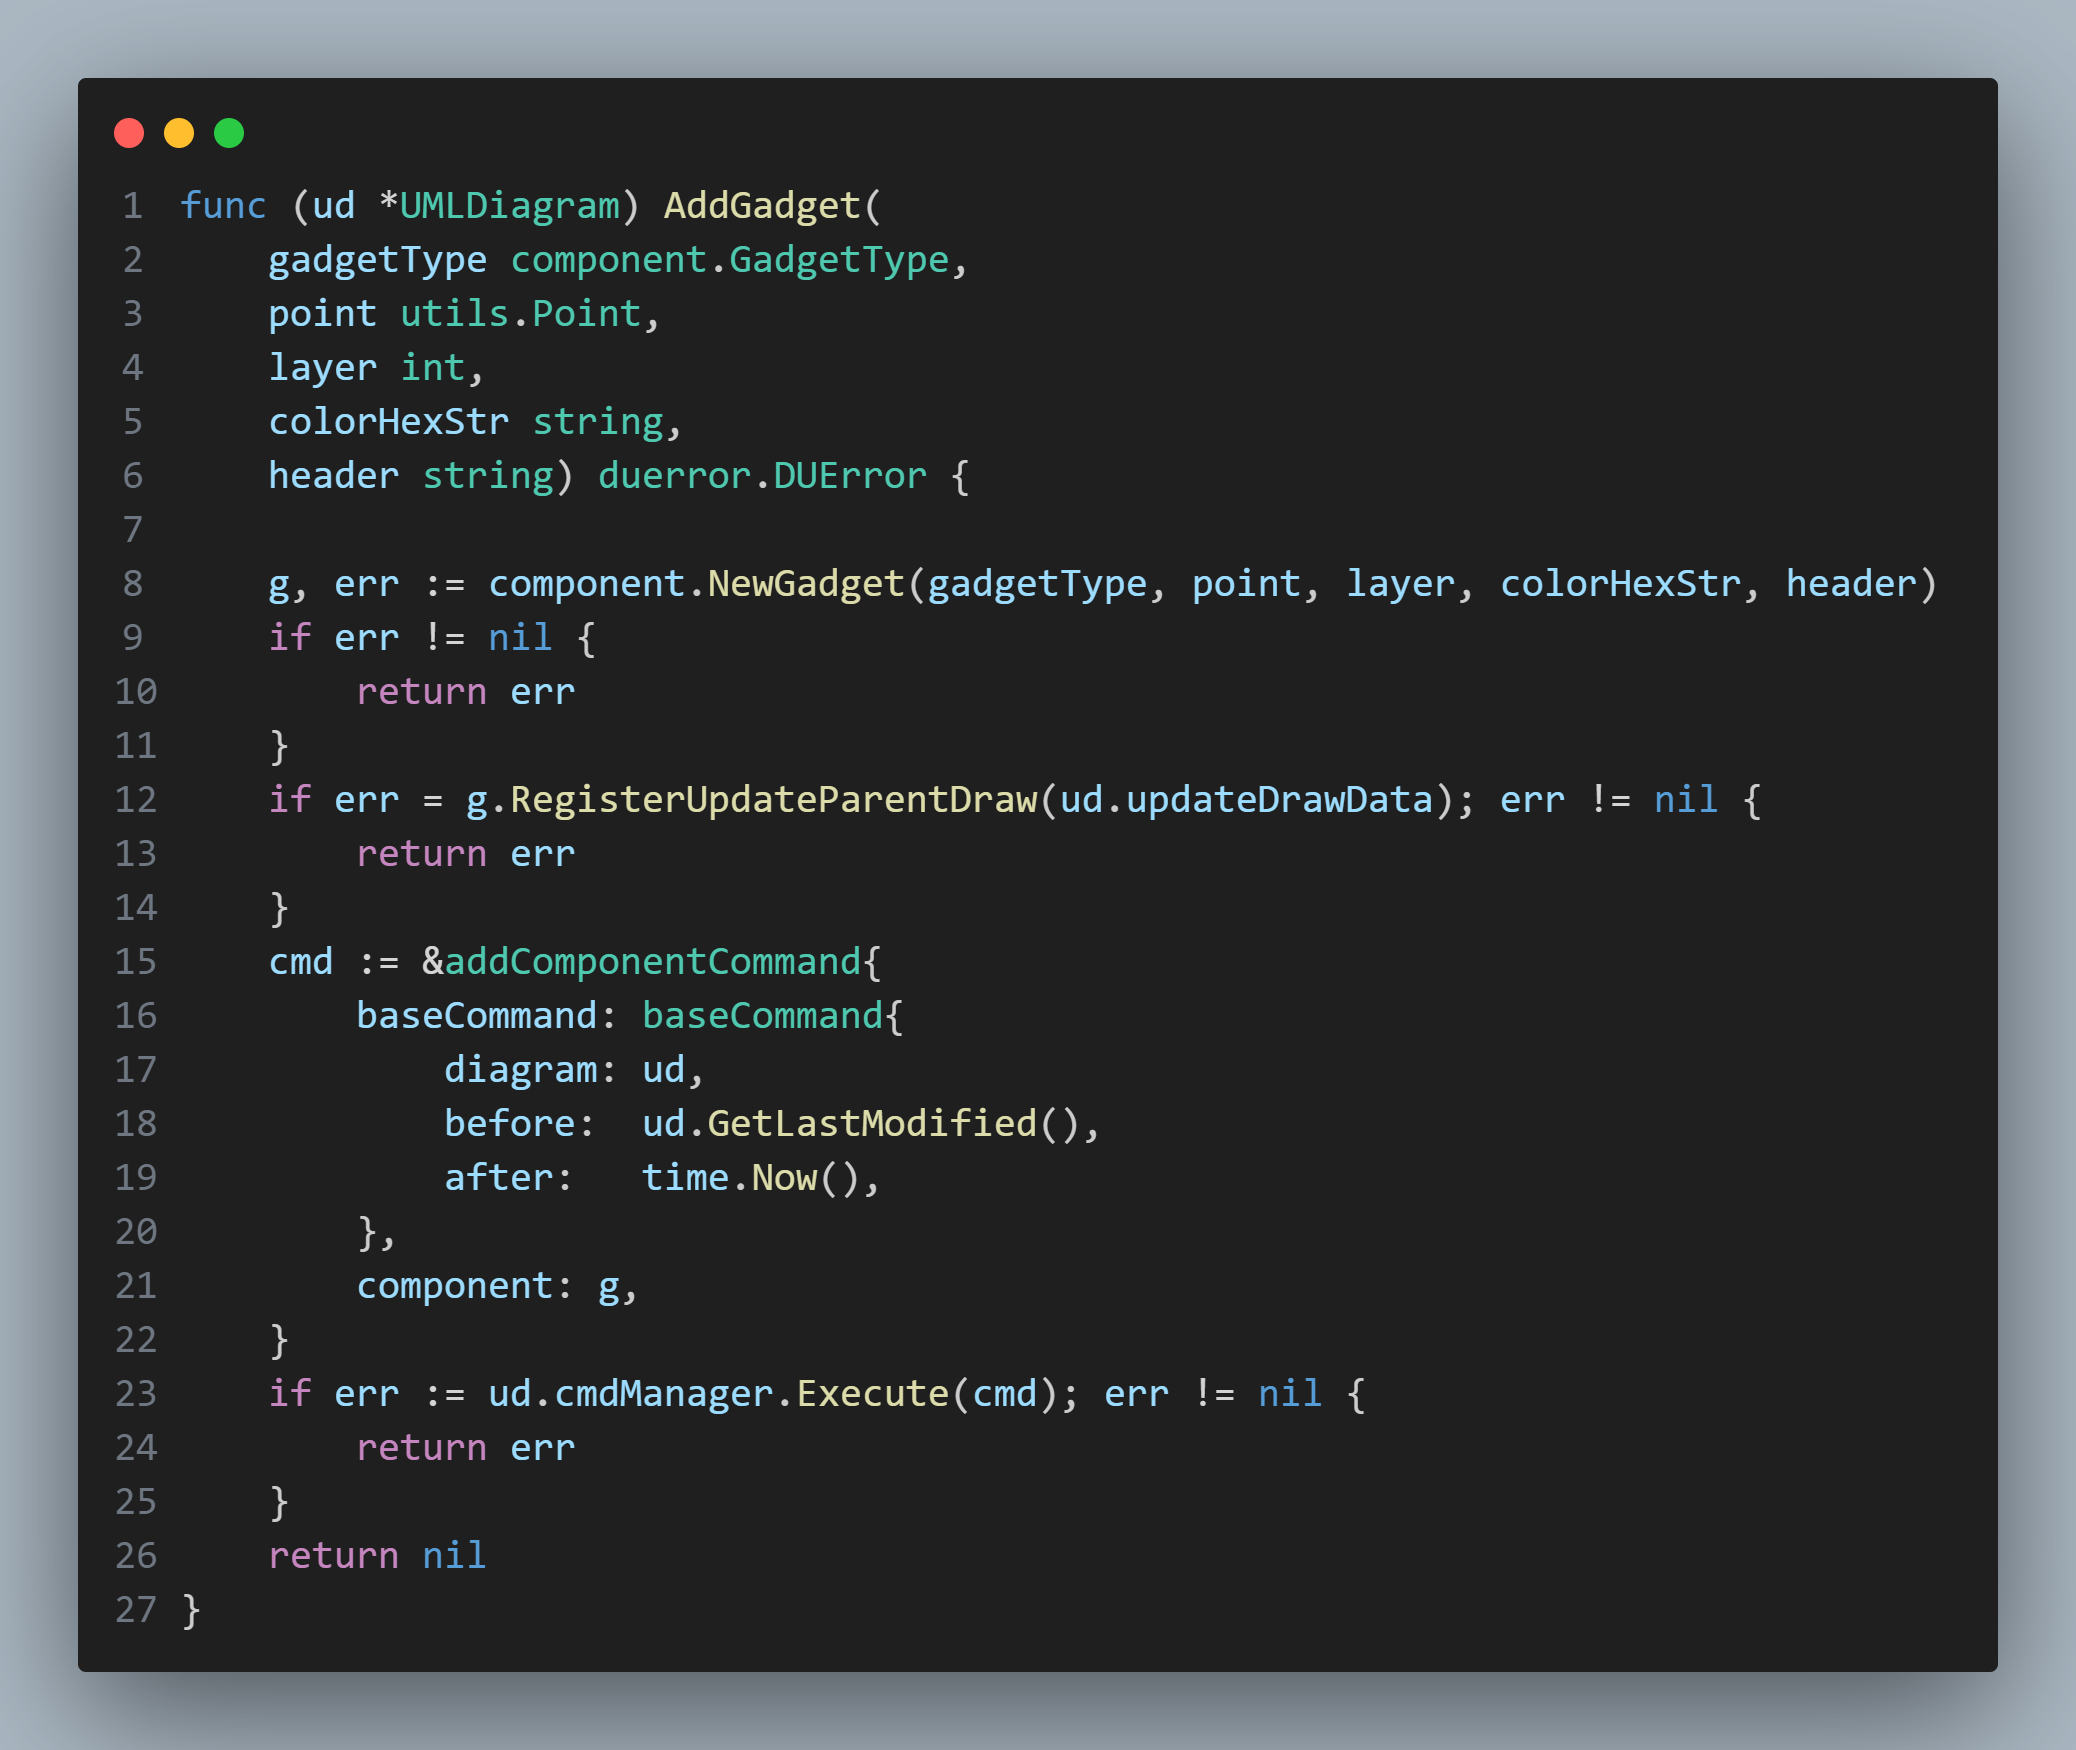 1 func (ud *UMLDiagram) AddGadget(
2     gadgetType component.GadgetType,
3     point utils.Point,
4     layer int,
5     colorHexStr string,
6     header string) duerror.DUError {
7
8     g, err := component.NewGadget(gadgetType, point, layer, colorHexStr, header)
9     if err != nil {
10         return err
11     }
12     if err = g.RegisterUpdateParentDraw(ud.updateDrawData); err != nil {
13         return err
14     }
15     cmd := &addComponentCommand{
16         baseCommand: baseCommand{
17             diagram: ud,
18             before:  ud.GetLastModified(),
19             after:   time.Now(),
20         },
21         component: g,
22     }
23     if err := ud.cmdManager.Execute(cmd); err != nil {
24         return err
25     }
26     return nil
27 }